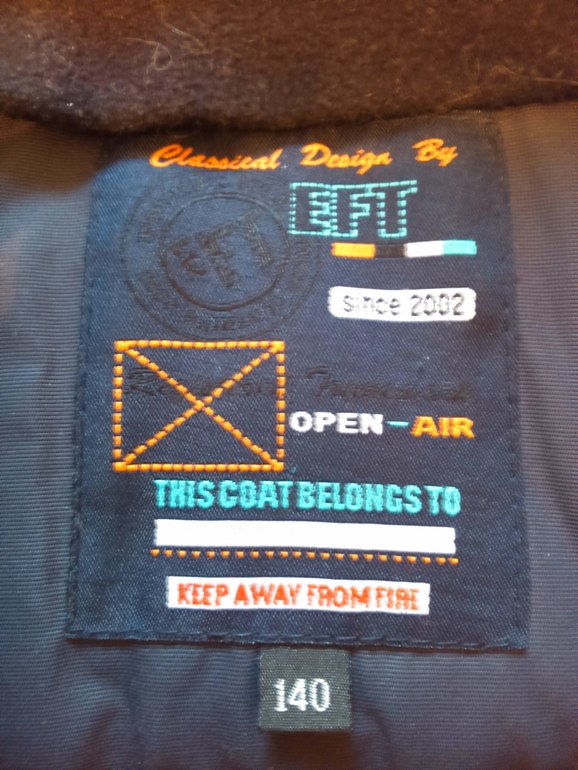 Classical Design By
EFT
since 2002
OPEN-AIR
THIS COAT BELONGS TO
KEEP AWAY FROM FIRE
140